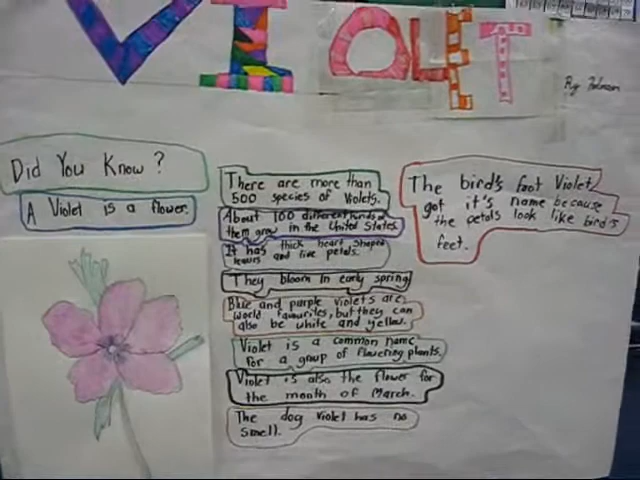 VIOLET
Did You Know?
A Violet is a flower.
There are more than
500 species of Violets.
About 100 different kinds of
them grow in the United States.
It has thick heart shaped
leaves and five petals.
They bloom in early spring
Blue and purple violets are
world favourites, but they can
also be white and yellow.
Violet is a common name
for a group of flowering plants.
Violet is also the flower for
the month of March.
The dog violet has no
smell.
The bird's foot Violet
got it's name because
the petals look like bird's
feet.